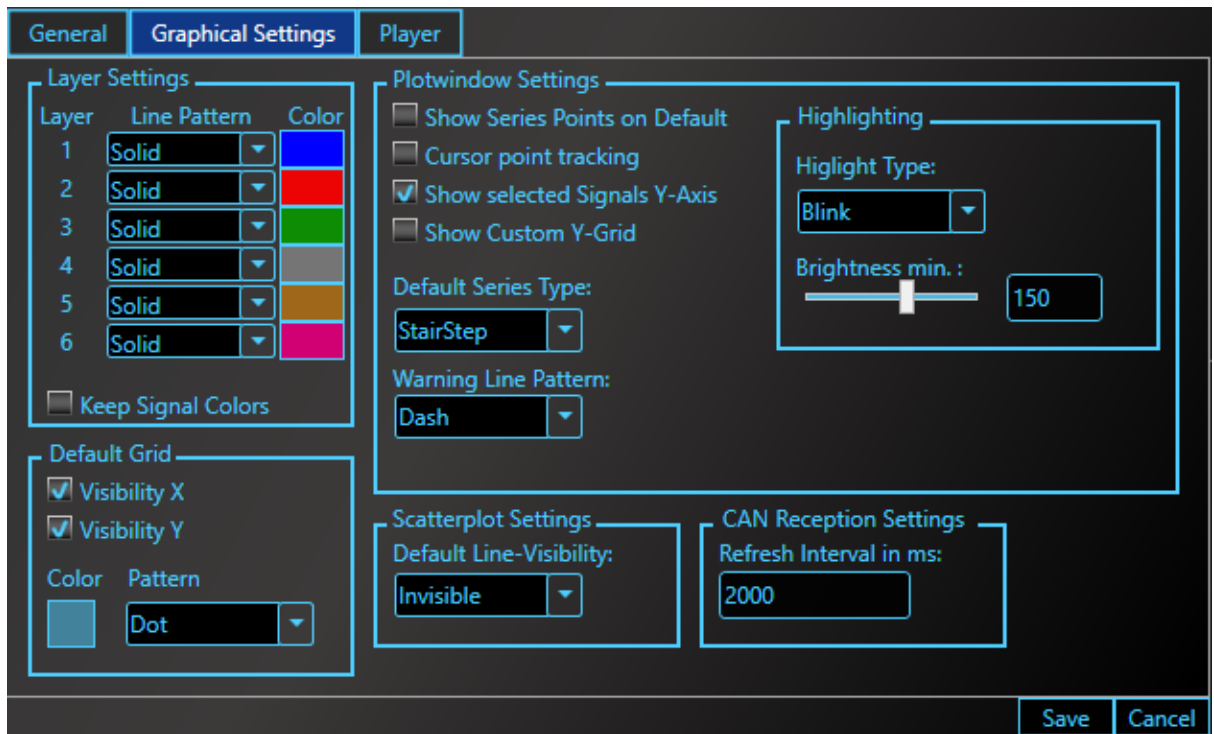 General
Graphical Settings
Player
Layer Settings
Layer Line Pattern Color
1 Solid
2 Solid
3 Solid
4 Solid
5 Solid
6 Solid
Keep Signal Colors
Default Grid
Visibility X
Visibility Y
Color Pattern
Dot
Plotwindow Settings
Show Series Points on Default
Cursor point tracking
Show selected Signals Y-Axis
Show Custom Y-Grid
Default Series Type:
StairStep
Warning Line Pattern:
Dash
Highlighting
Higlight Type:
Blink
Brightness min. :
150
Scatterplot Settings
Default Line-Visibility:
Invisible
CAN Reception Settings
Refresh Interval in ms:
2000
Save
Cancel